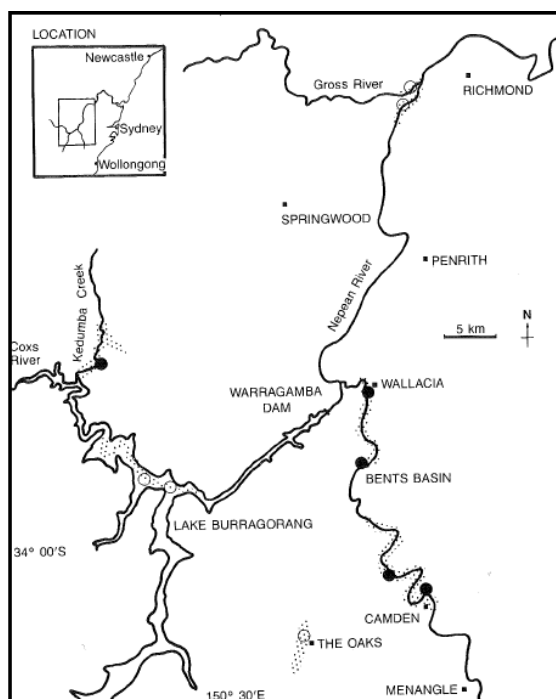 LOCATION
Newcastle
Sydney
Wollongong
Gross River
RICHMOND
SPRINGWOOD
PENRITH
Nepean River
Kedumba Creek
5 km
N
Coxs
River
WARRAGAMBA
DAM
WALLACIA
BENTS BASIN
LAKE BURRAGORANG
34° 00'S
CAMDEN
THE OAKS
150° 30'E
MENANGLE